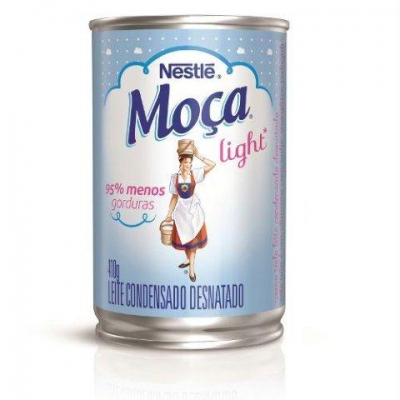 Nestlé®
Moça®
light*
95% menos
gorduras
410g
LEITE CONDENSADO DESNATADO